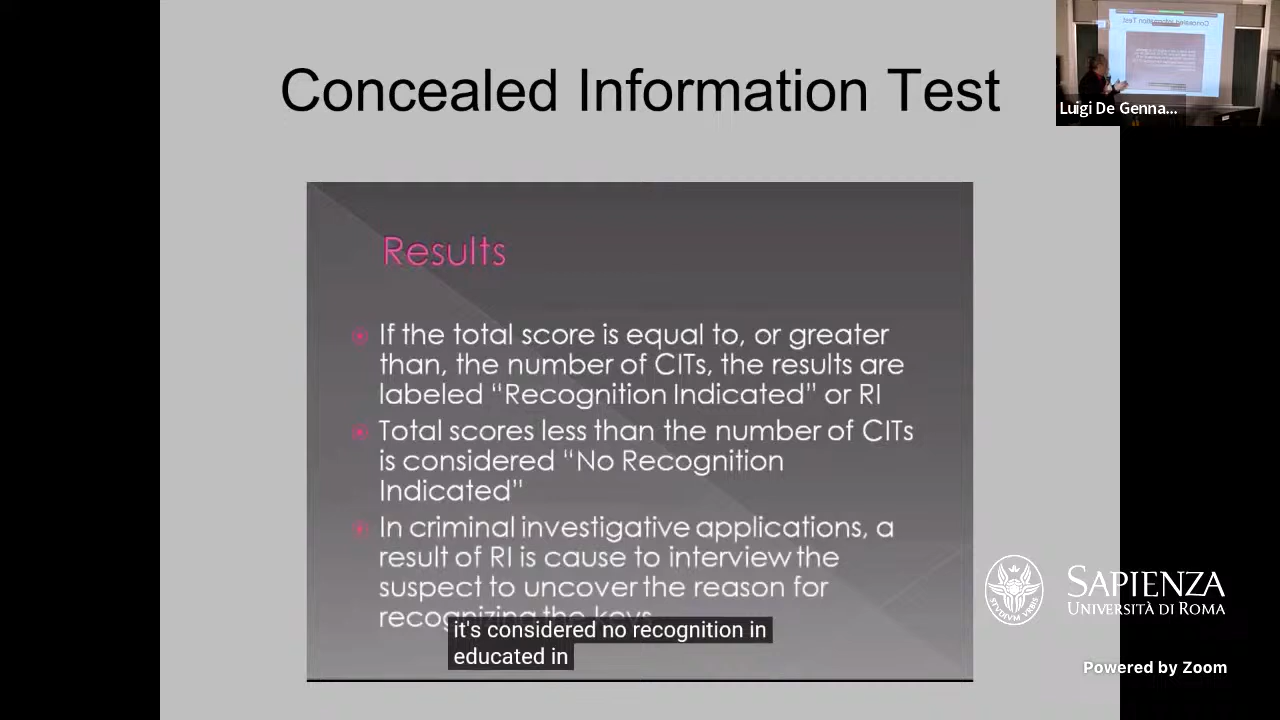 Concealed Information Test
Luigi De Genna...
Results
If the total score is equal to, or greater
than, the number of CITs, the results are
labeled “Recognition Indicated” or RI
Total scores less than the number of CITs
is considered “No Recognition
Indicated”
In criminal investigative applications, a
result of RI is cause to interview the
suspect to uncover the reason for
recognizing the keys
it's considered no recognition in
educated in
SAPIENZA
UNIVERSITÀ DI ROMA
Powered by Zoom